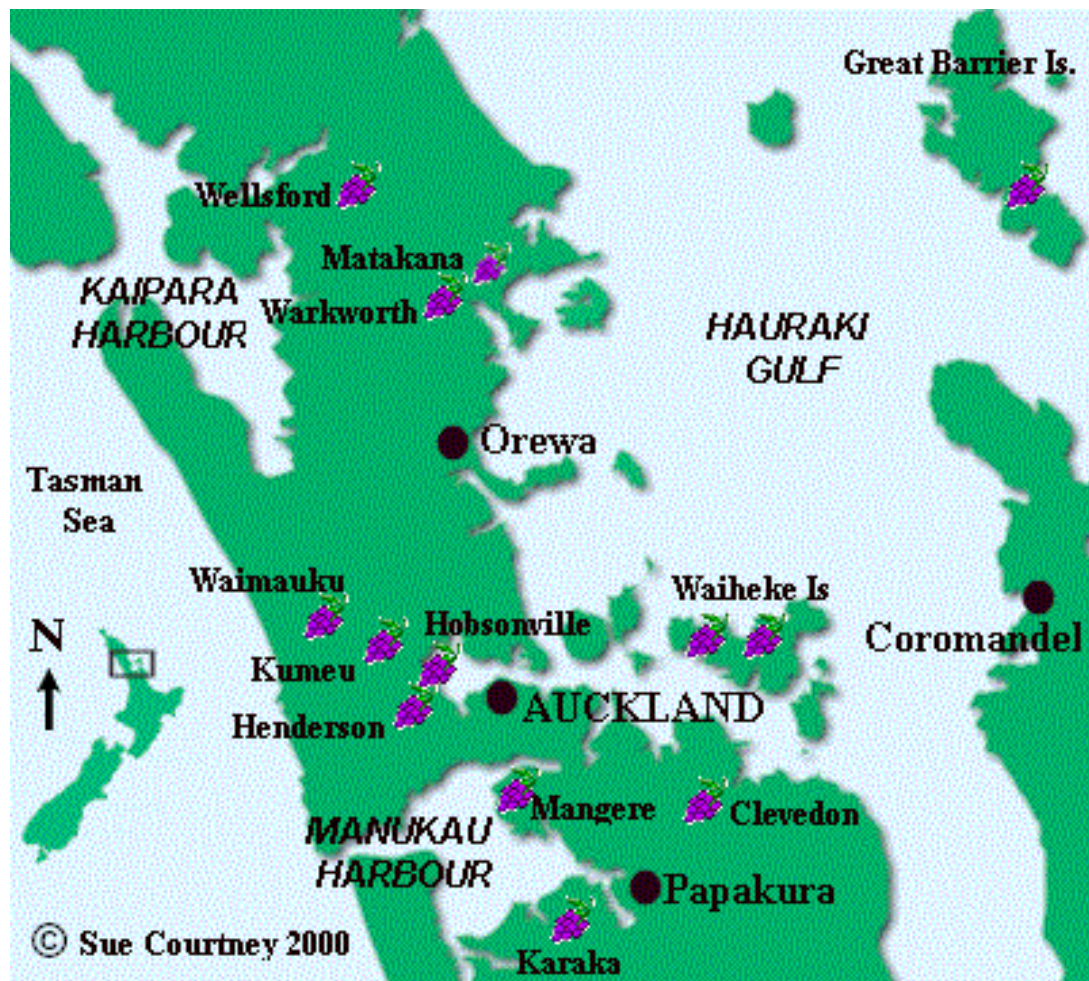 Great Barrier Is.
Wellsford
Matakana
KAIPARA
HARBOUR
Warkworth
HAURAKI
GULF
Orewa
Tasman
Sea
Waimauku
Hobsonville
Waiheke Is
N
Kumeu
Coromandel
Henderson
AUCKLAND
Mangere
Clevedon
MANUKAU
HARBOUR
Papakura
© Sue Courtney 2000
Karaka